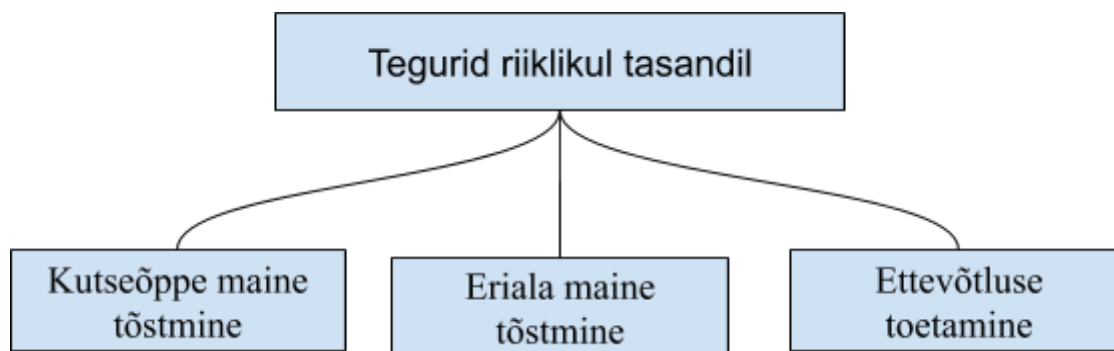 Tegurid riiklikul tasandil
Kutseõppe maine
tõstmine
Eriala maine
tõstmine
Ettevõtluse
toetamine